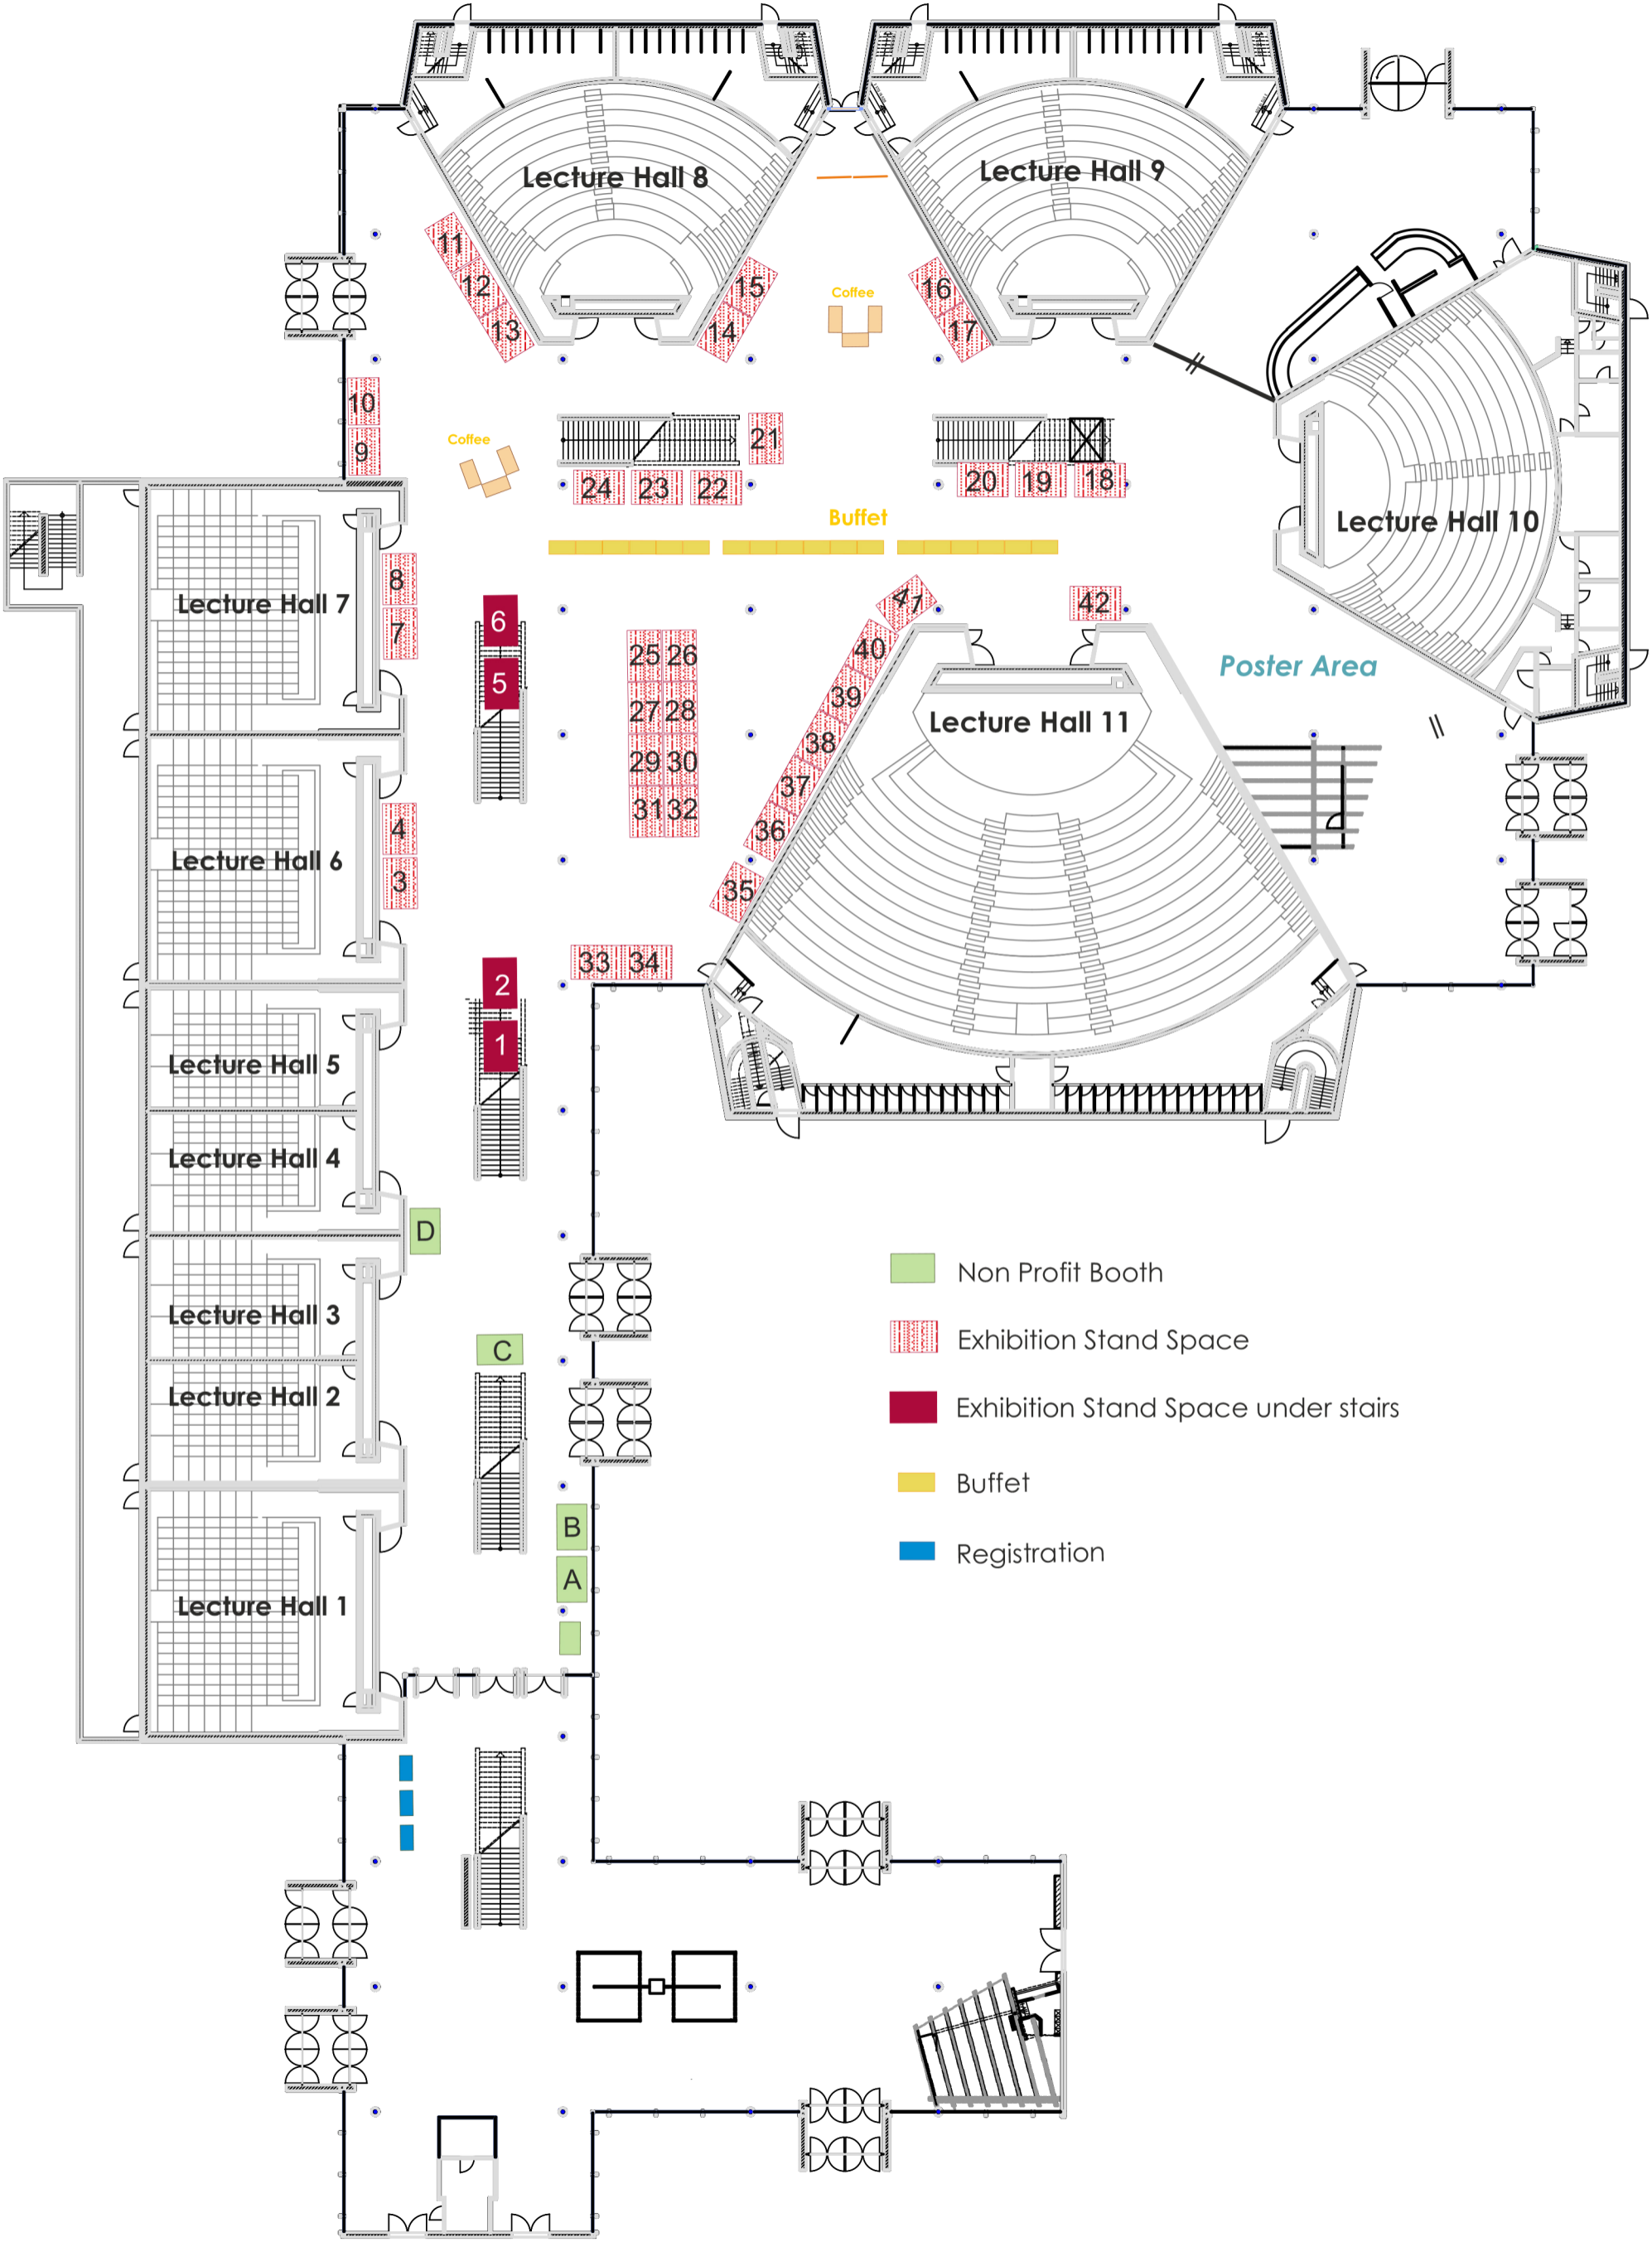 Lecture Hall 8
Lecture Hall 9
11
12
13
15
14
Coffee
16
17
10
9
Coffee
21
24
23
22
20
19
18
Buffet
Lecture Hall 10
8
7
Lecture Hall 7
6
5
25 26
27 28
29 30
31 32
41
40
39
38
37
36
35
42
Poster Area
Lecture Hall 11
4
3
Lecture Hall 6
33 34
2
1
Lecture Hall 5
Lecture Hall 4
D
Lecture Hall 3
C
Lecture Hall 2
B
A
Lecture Hall 1
Non Profit Booth
Exhibition Stand Space
Exhibition Stand Space under stairs
Buffet
Registration